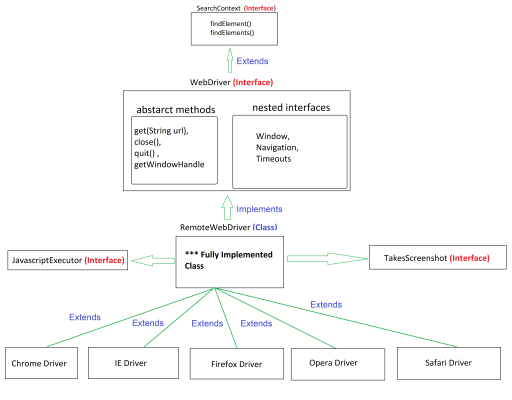 SearchContext (Interface)
findElement()
findElements()
Extends
WebDriver (Interface)
abstarct methods
nested interfaces
get(String url),
close(),
quit() ,
getWindowHandle
Window,
Navigation,
Timeouts
Implements
RemoteWebDriver (Class)
*** Fully Implemented
Class
JavascriptExecutor (Interface)
TakesScreenshot (Interface)
Extends
Extends
Extends
Extends
Extends
Chrome Driver
IE Driver
Firefox Driver
Opera Driver
Safari Driver